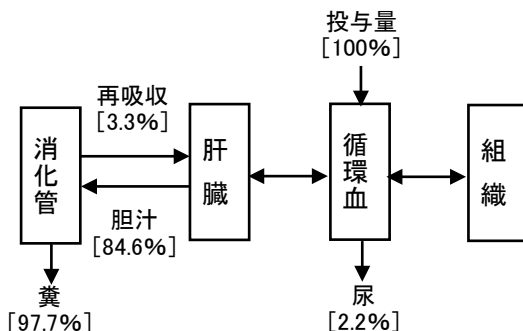 投与量
[100%]
再吸収
[3.3%]
消化管
肝臓
循環血
組織
胆汁
[84.6%]
糞
[97.7%]
尿
[2.2%]